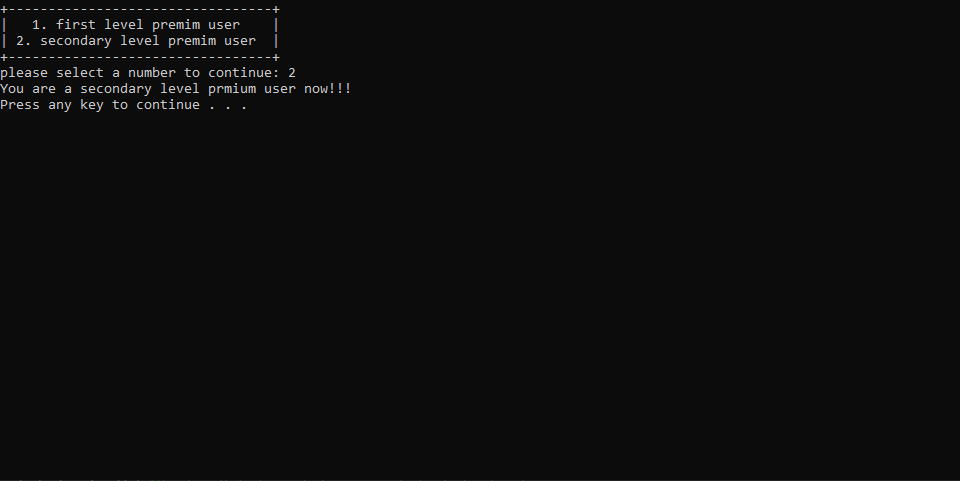 +---------------------------------+
|   1. first level premim user    |
| 2. secondary level premim user  |
+---------------------------------+
please select a number to continue: 2
You are a secondary level prmium user now!!!
Press any key to continue . . .